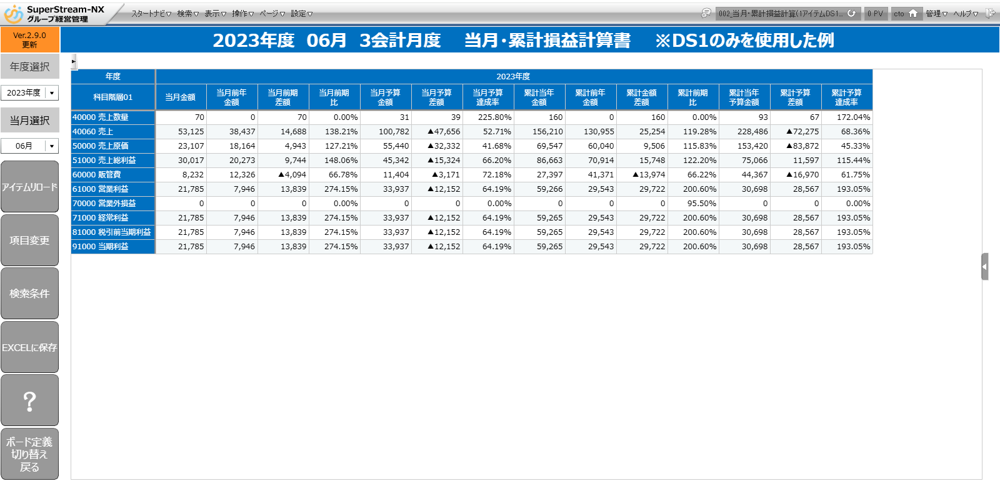 SuperStream-NX
グループ経営管理
スタートナビ▽ 検索▽ 表示▽ 操作▽ ページ▽ 設定▽
002_当月・累計損益計算(1アイテムDS1... 0 PV cto 管理▽ ヘルプ▽
Ver.2.9.0
更新
2023年度 06月 3会計月度 当月・累計損益計算書 ※DS1のみを使用した例
年度選択
2023年度
当月選択
06月
アイテムリロード
項目変更
検索条件
EXCELに保存
?
ボード定義
切り替え
戻る
年度 2023年度
科目階層01 当月金額 当月前年金額 当月前期差額 当月前期比 当月予算金額 当月予算差額 当月予算達成率 累計当年金額 累計前年金額 累計金額差額 累計前期比 累計当年予算金額 累計予算差額 累計予算達成率
40000 売上数量 70 0 70 0.00% 31 39 225.80% 160 0 160 0.00% 93 67 172.04%
40060 売上 53,125 38,437 14,688 138.21% 100,782 ▲47,656 52.71% 156,210 130,955 25,254 119.28% 228,486 ▲72,275 68.36%
50000 売上原価 23,107 18,164 4,943 127.21% 55,440 ▲32,332 41.68% 69,547 60,040 9,506 115.83% 153,420 ▲83,872 45.33%
51000 売上総利益 30,017 20,273 9,744 148.06% 45,342 ▲15,324 66.20% 86,663 70,914 15,748 122.20% 75,066 11,597 115.44%
60000 販管費 8,232 12,326 ▲4,094 66.78% 11,404 ▲3,171 72.18% 27,397 41,371 ▲13,974 66.22% 44,367 ▲16,970 61.75%
61000 営業利益 21,785 7,946 13,839 274.15% 33,937 ▲12,152 64.19% 59,266 29,543 29,722 200.60% 30,698 28,567 193.05%
70000 営業外損益 0 0 0 0.00% 0 0 0.00% 0 0 0 95.50% 0 0 0.00%
71000 経常利益 21,785 7,946 13,839 274.15% 33,937 ▲12,152 64.19% 59,265 29,543 29,722 200.60% 30,698 28,567 193.05%
81000 税引前当期利益 21,785 7,946 13,839 274.15% 33,937 ▲12,152 64.19% 59,265 29,543 29,722 200.60% 30,698 28,567 193.05%
91000 当期利益 21,785 7,946 13,839 274.15% 33,937 ▲12,152 64.19% 59,265 29,543 29,722 200.60% 30,698 28,567 193.05%